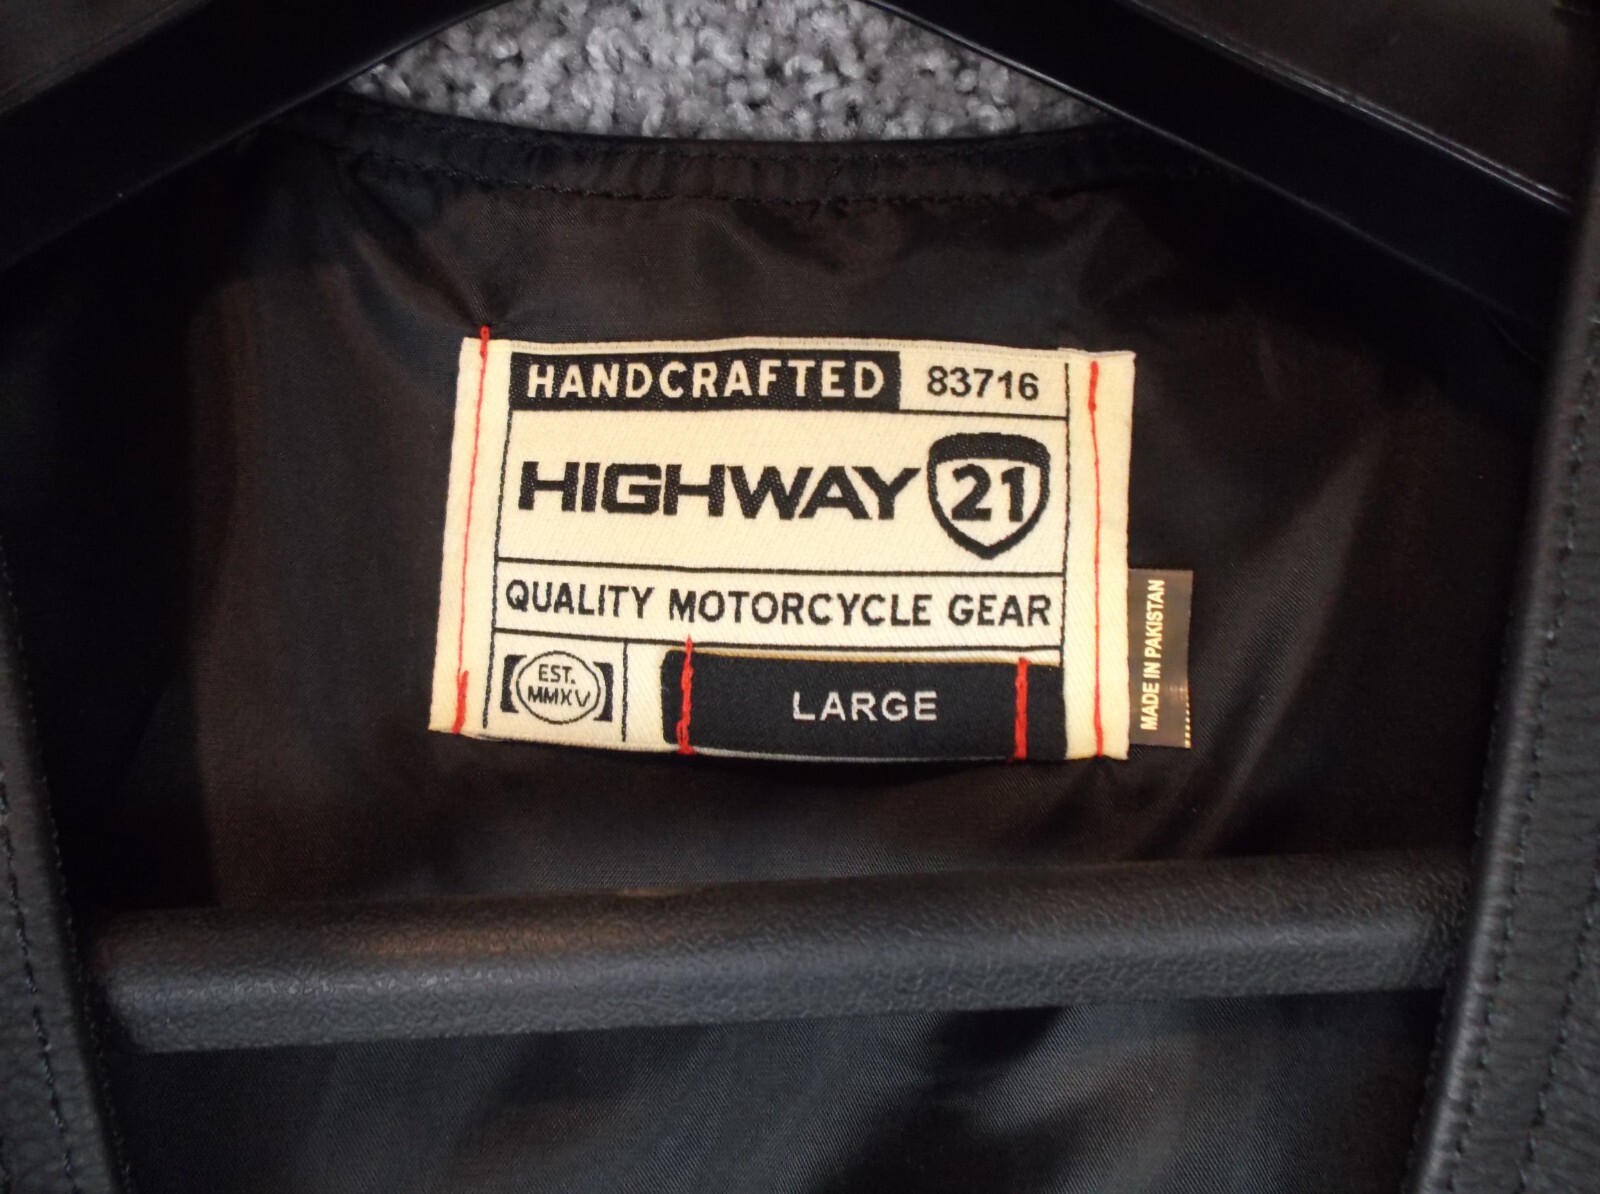 HANDCRAFTED 83716
HIGHWAY 21
QUALITY MOTORCYCLE GEAR
EST.
MMXV
LARGE
MADE IN PAKISTAN